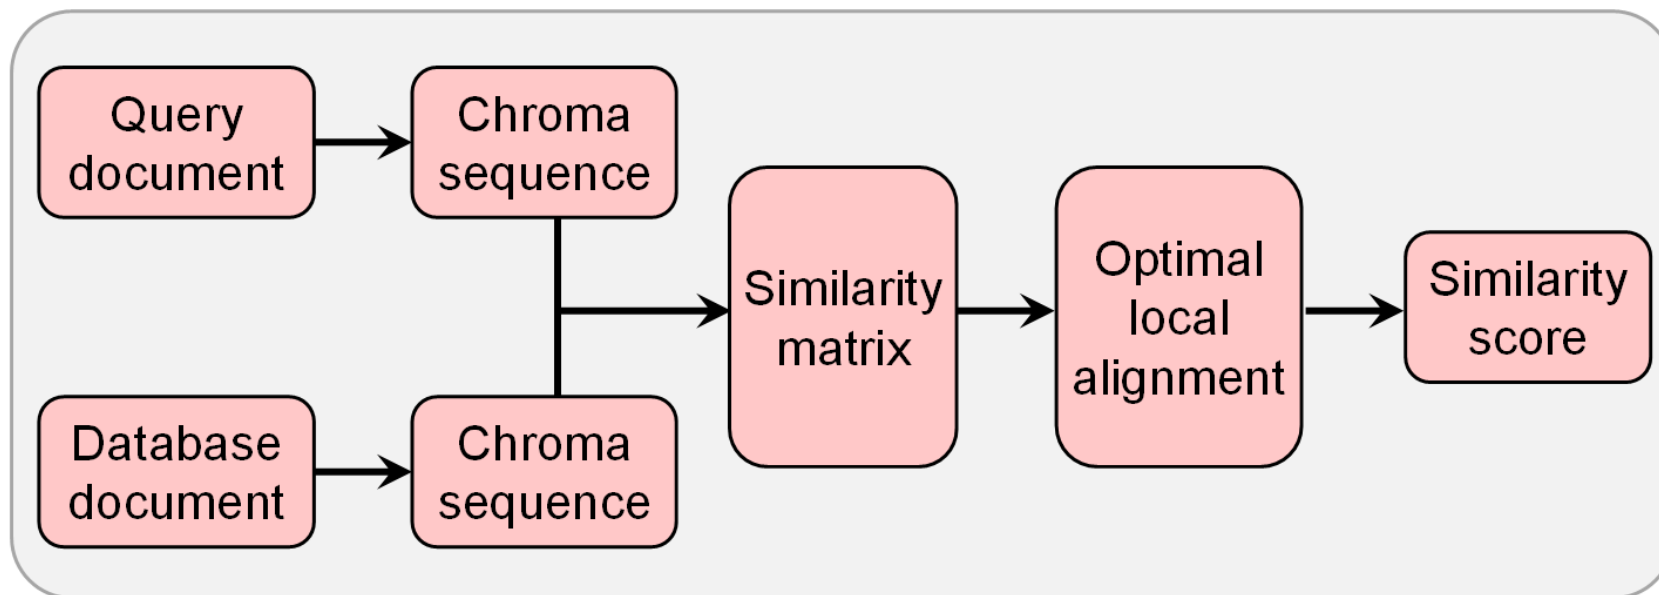 Query
document
Chroma
sequence
Database
document
Chroma
sequence
Similarity
matrix
Optimal
local
alignment
Similarity
score